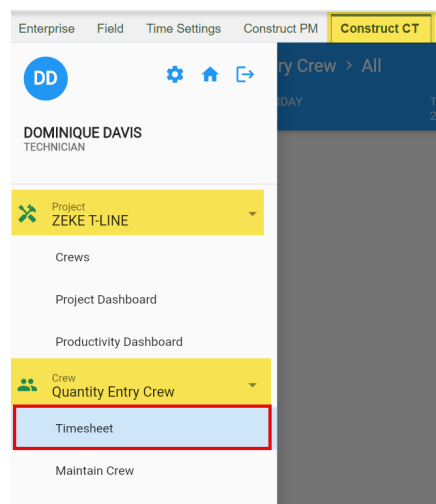 Enterprise Field Time Settings Construct PM Construct CT
DD
ry Crew > All
DAY
DOMINIQUE DAVIS
TECHNICIAN
Project
ZEKE T-LINE
Crews
Project Dashboard
Productivity Dashboard
Crew
Quantity Entry Crew
Timesheet
Maintain Crew